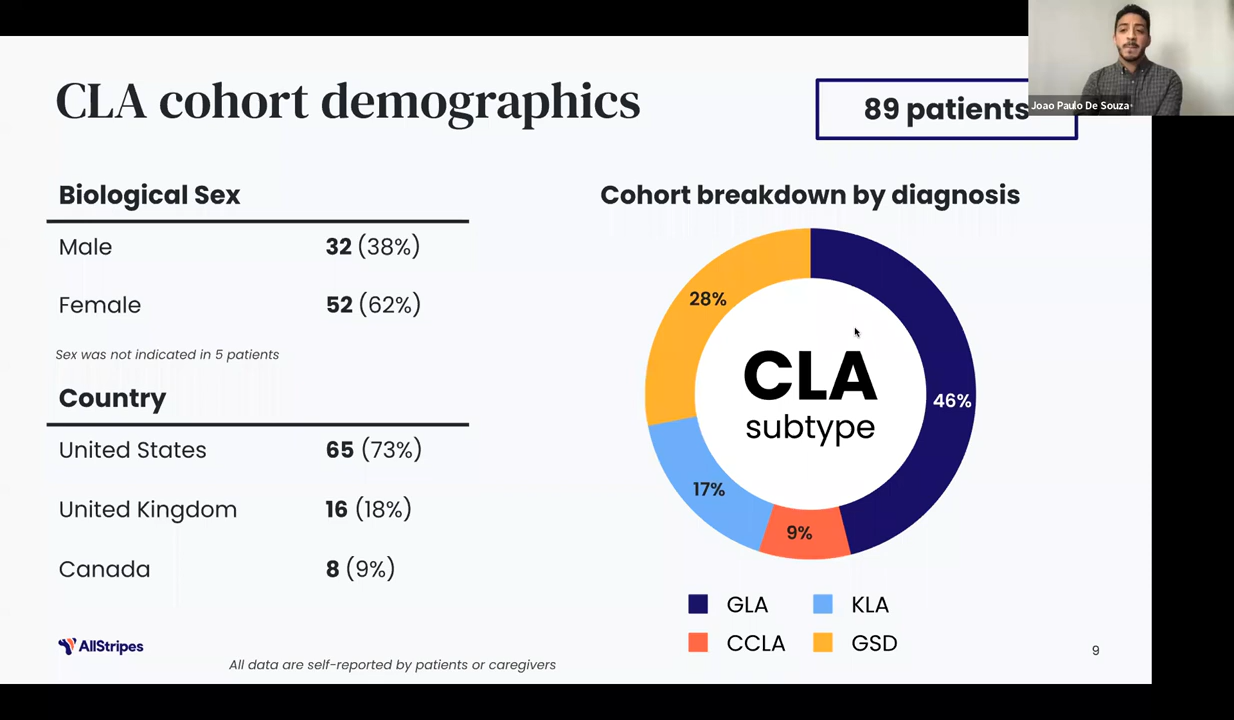 CLA cohort demographics
89 patients
Joao Paulo De Souza
Biological Sex
Male 32 (38%)
Female 52 (62%)
Sex was not indicated in 5 patients
Country
United States 65 (73%)
United Kingdom 16 (18%)
Canada 8 (9%)
Cohort breakdown by diagnosis
28%
46%
17%
9%
CLA
subtype
GLA
KLA
CCLA
GSD
AllStripes
All data are self-reported by patients or caregivers
9